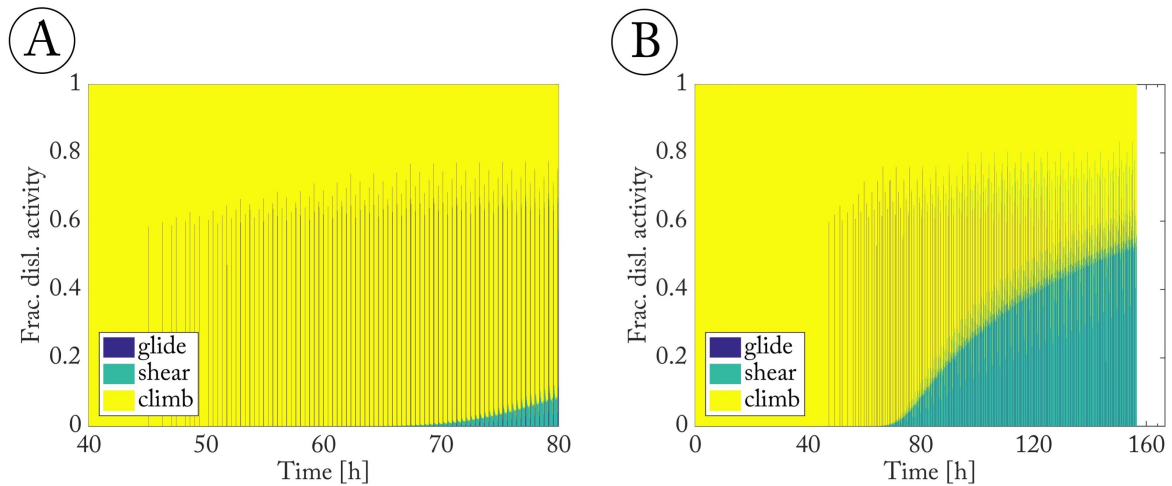 A
B
1
0.8
0.6
0.4
0.2
0
Frac. disl. activity
glide
shear
climb
40
50
60
70
80
Time [h]
1
0.8
0.6
0.4
0.2
0
Frac. disl. activity
glide
shear
climb
0
40
80
120
160
Time [h]